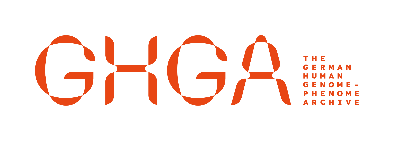 GHGA
THE
GERMAN
HUMAN
GENOME-
PHENOME
ARCHIVE